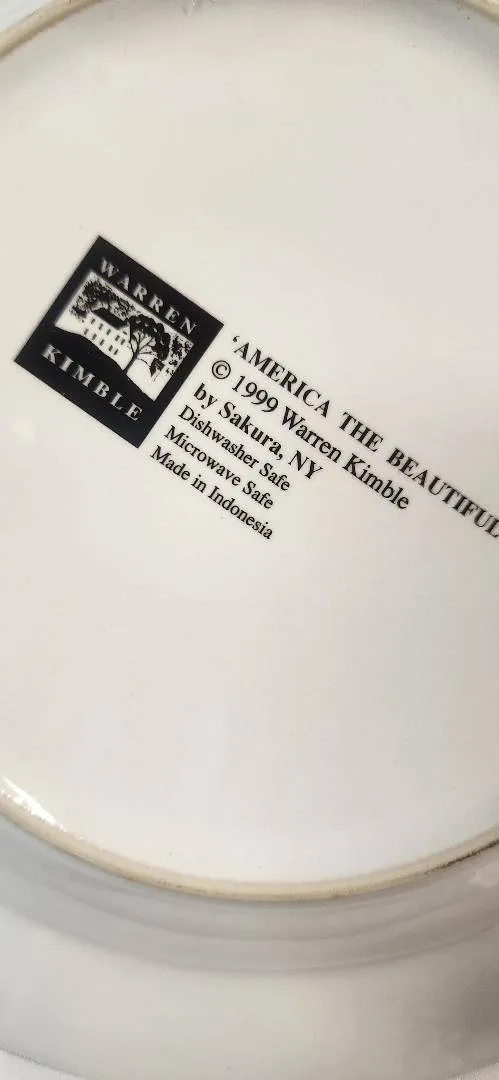 WARREN
KIMBLE
‘AMERICA THE BEAUTIFUL
© 1999 Warren Kimble
by Sakura, NY
Dishwasher Safe
Microwave Safe
Made in Indonesia